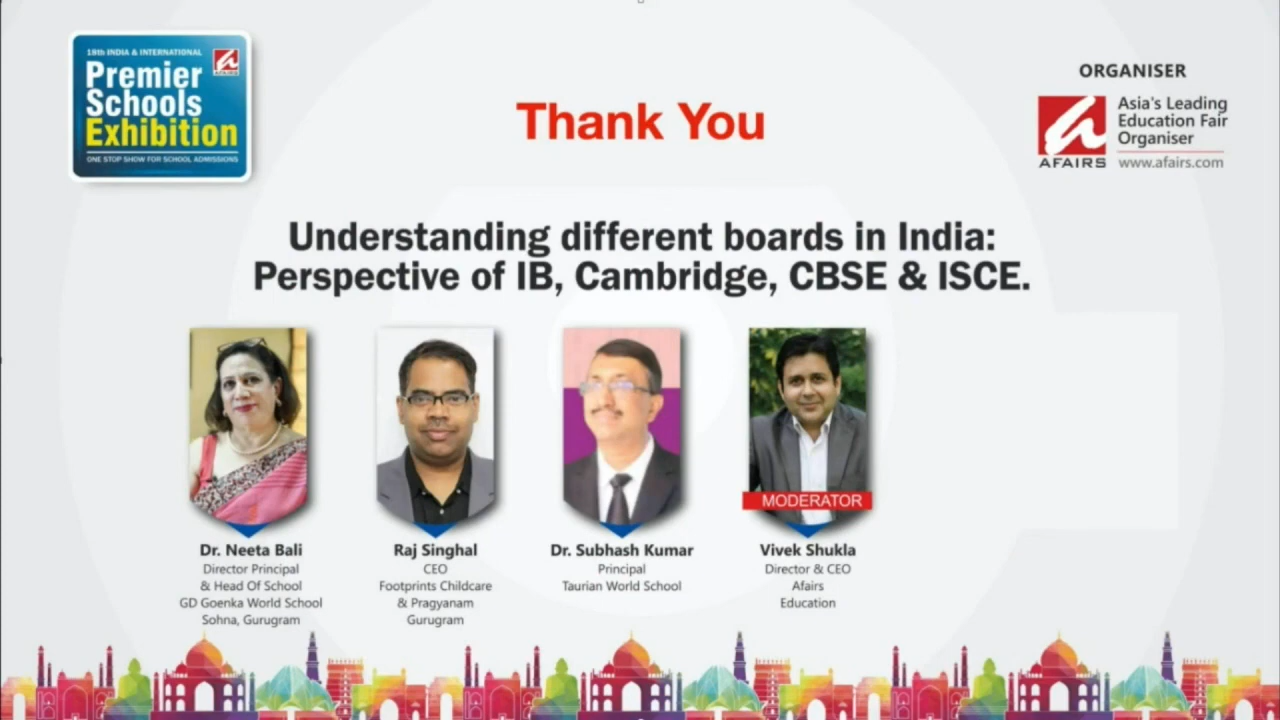 18th INDIA & INTERNATIONAL
AFAIRS
Premier
Schools
Exhibition
ONE STOP SHOW FOR SCHOOL ADMISSIONS
Thank You
ORGANISER
AFAIRS
Asia's Leading
Education Fair
Organiser
www.afairs.com
Understanding different boards in India:
Perspective of IB, Cambridge, CBSE & ISCE.
Dr. Neeta Bali
Director Principal
& Head Of School
GD Goenka World School
Sohna, Gurugram
Raj Singhal
CEO
Footprints Childcare
& Pragyanam
Gurugram
Dr. Subhash Kumar
Principal
Taurian World School
MODERATOR
Vivek Shukla
Director & CEO
Afairs
Education